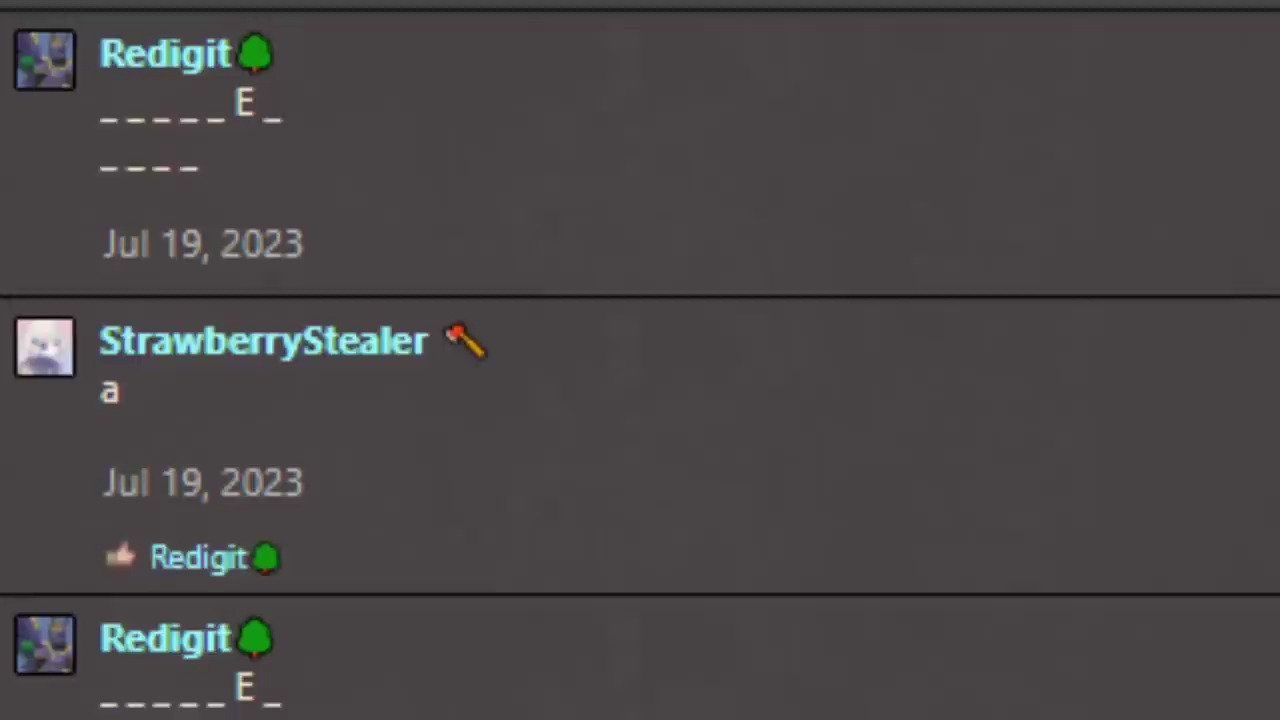 Redigit
_ _ _ _ _ E _
_ _ _ _
Jul 19, 2023
StrawberryStealer
a
Jul 19, 2023
Redigit
Redigit
_ _ _ _ _ E _